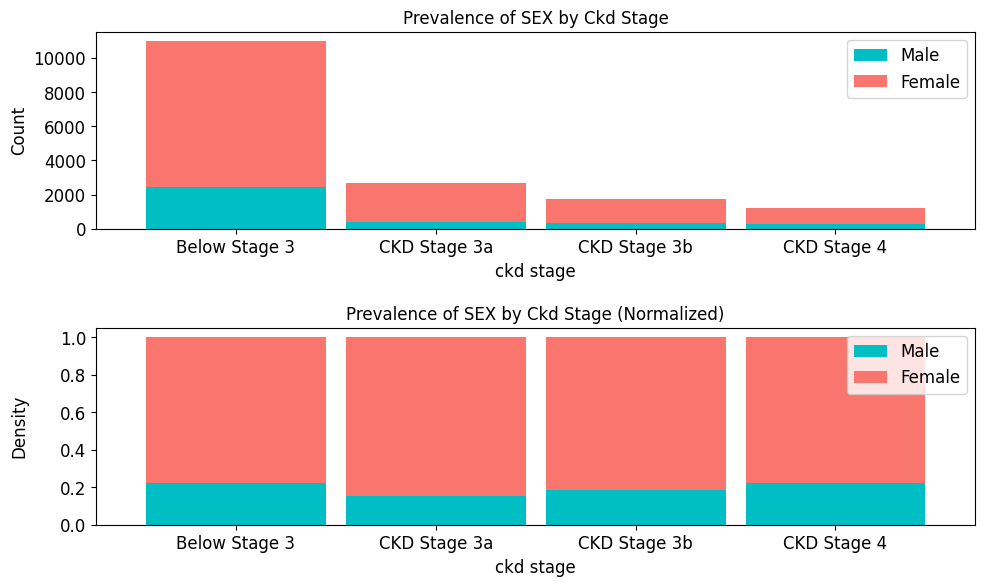 Prevalence of SEX by Ckd Stage
Count
10000
8000
6000
4000
2000
0
Male
Female
Below Stage 3
CKD Stage 3a
CKD Stage 3b
CKD Stage 4
ckd stage
Prevalence of SEX by Ckd Stage (Normalized)
Density
1.0
0.8
0.6
0.4
0.2
0.0
Male
Female
Below Stage 3
CKD Stage 3a
CKD Stage 3b
CKD Stage 4
ckd stage